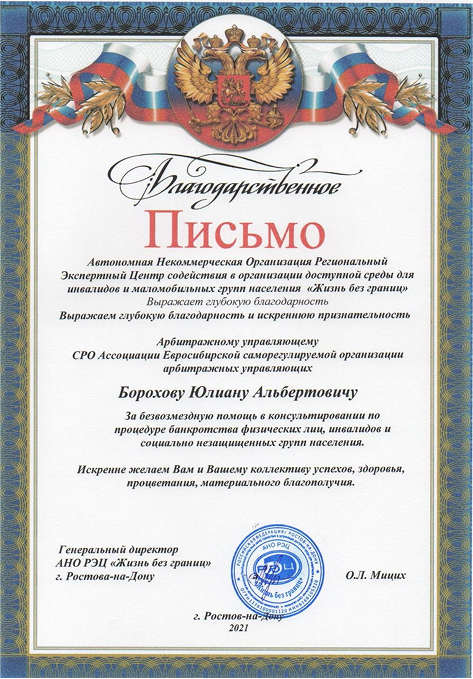 Благодарственное
Письмо
Автономная Некоммерческая Организация Региональный
Экспертный Центр содействия в организации доступной среды для
инвалидов и маломобильных групп населения «Жизнь без границ»
Выражает глубокую благодарность
Выражаем глубокую благодарность и искреннюю признательность
Арбитражному управляющему
СРО Ассоциации Евросибирской саморегулируемой организации
арбитражных управляющих
Борохову Юлиану Альбертовичу
За безвозмездную помощь в консультировании по
процедуре банкротства физических лиц, инвалидов и
социально незащищенных групп населения.
Искренне желаем Вам и Вашему коллективу успехов, здоровья,
процветания, материального благополучия.
Генеральный директор
АНО РЭЦ «Жизнь без границ»
г. Ростова-на-Дону
О.Л. Мицих
АНО РЭЦ
"Жизнь без границ"
г. Ростов-на-Дону
2021